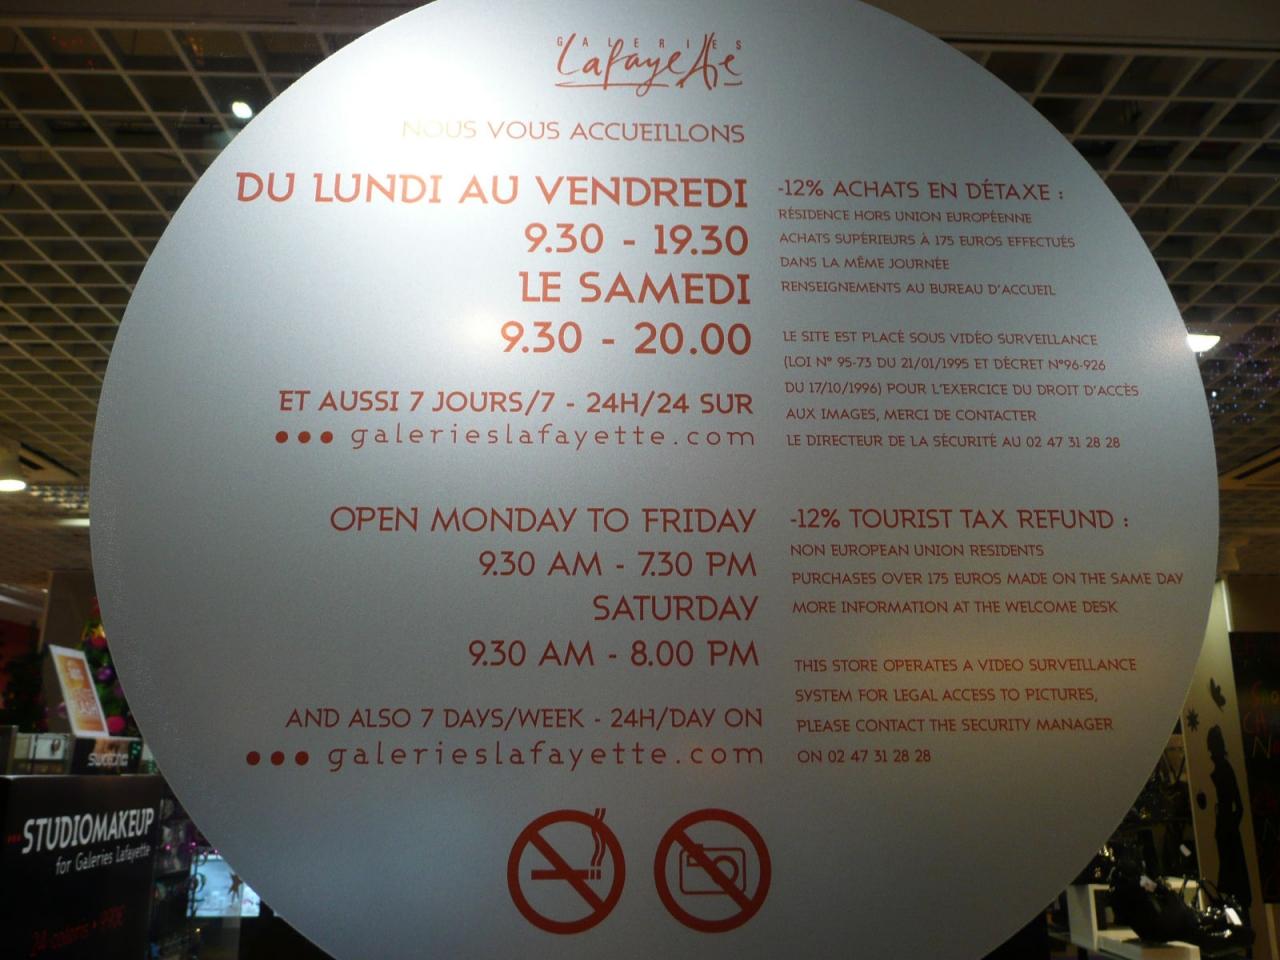 GALERIES
Lafayette
NOUS VOUS ACCUEILLONS
DU LUNDI AU VENDREDI
9.30 - 19.30
LE SAMEDI
9.30 - 20.00
ET AUSSI 7 JOURS/7 - 24H/24 SUR
●●● galerieslafayette.com
-12% ACHATS EN DÉTAXE :
RÉSIDENCE HORS UNION EUROPÉENNE
ACHATS SUPÉRIEURS À 175 EUROS EFFECTUÉS
DANS LA MÊME JOURNÉE
RENSEIGNEMENTS AU BUREAU D'ACCUEIL
LE SITE EST PLACÉ SOUS VIDÉO SURVEILLANCE
(LOI N° 95-73 DU 21/01/1995 ET DÉCRET N°96-926
DU 17/10/1996) POUR L'EXERCICE DU DROIT D'ACCÈS
AUX IMAGES, MERCI DE CONTACTER
LE DIRECTEUR DE LA SÉCURITÉ AU 02 47 31 28 28
OPEN MONDAY TO FRIDAY
9.30 AM - 7.30 PM
SATURDAY
9.30 AM - 8.00 PM
AND ALSO 7 DAYS/WEEK - 24H/DAY ON
●●● galerieslafayette.com
-12% TOURIST TAX REFUND :
NON EUROPEAN UNION RESIDENTS
PURCHASES OVER 175 EUROS MADE ON THE SAME DAY
MORE INFORMATION AT THE WELCOME DESK
THIS STORE OPERATES A VIDEO SURVEILLANCE
SYSTEM FOR LEGAL ACCESS TO PICTURES,
PLEASE CONTACT THE SECURITY MANAGER
ON 02 47 31 28 28
STUDIOMAKEUP
for Galeries Lafayette